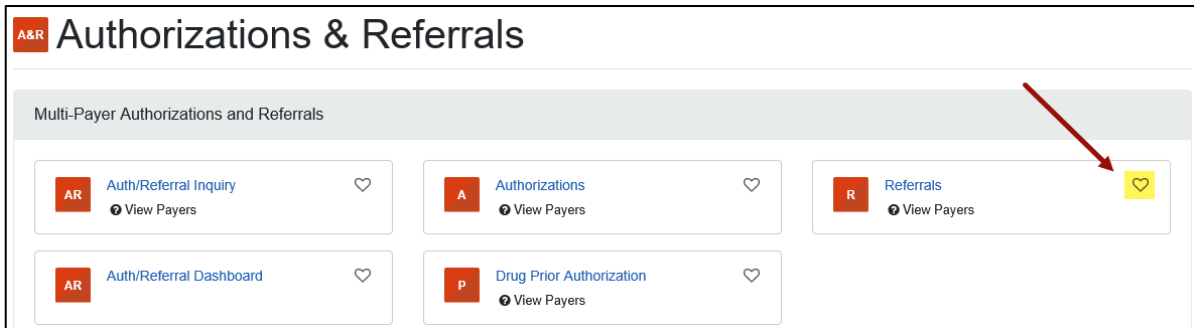 A&R Authorizations & Referrals
Multi-Payer Authorizations and Referrals
AR Auth/Referral Inquiry
? View Payers
A Authorizations
? View Payers
R Referrals
? View Payers
AR Auth/Referral Dashboard
P Drug Prior Authorization
? View Payers